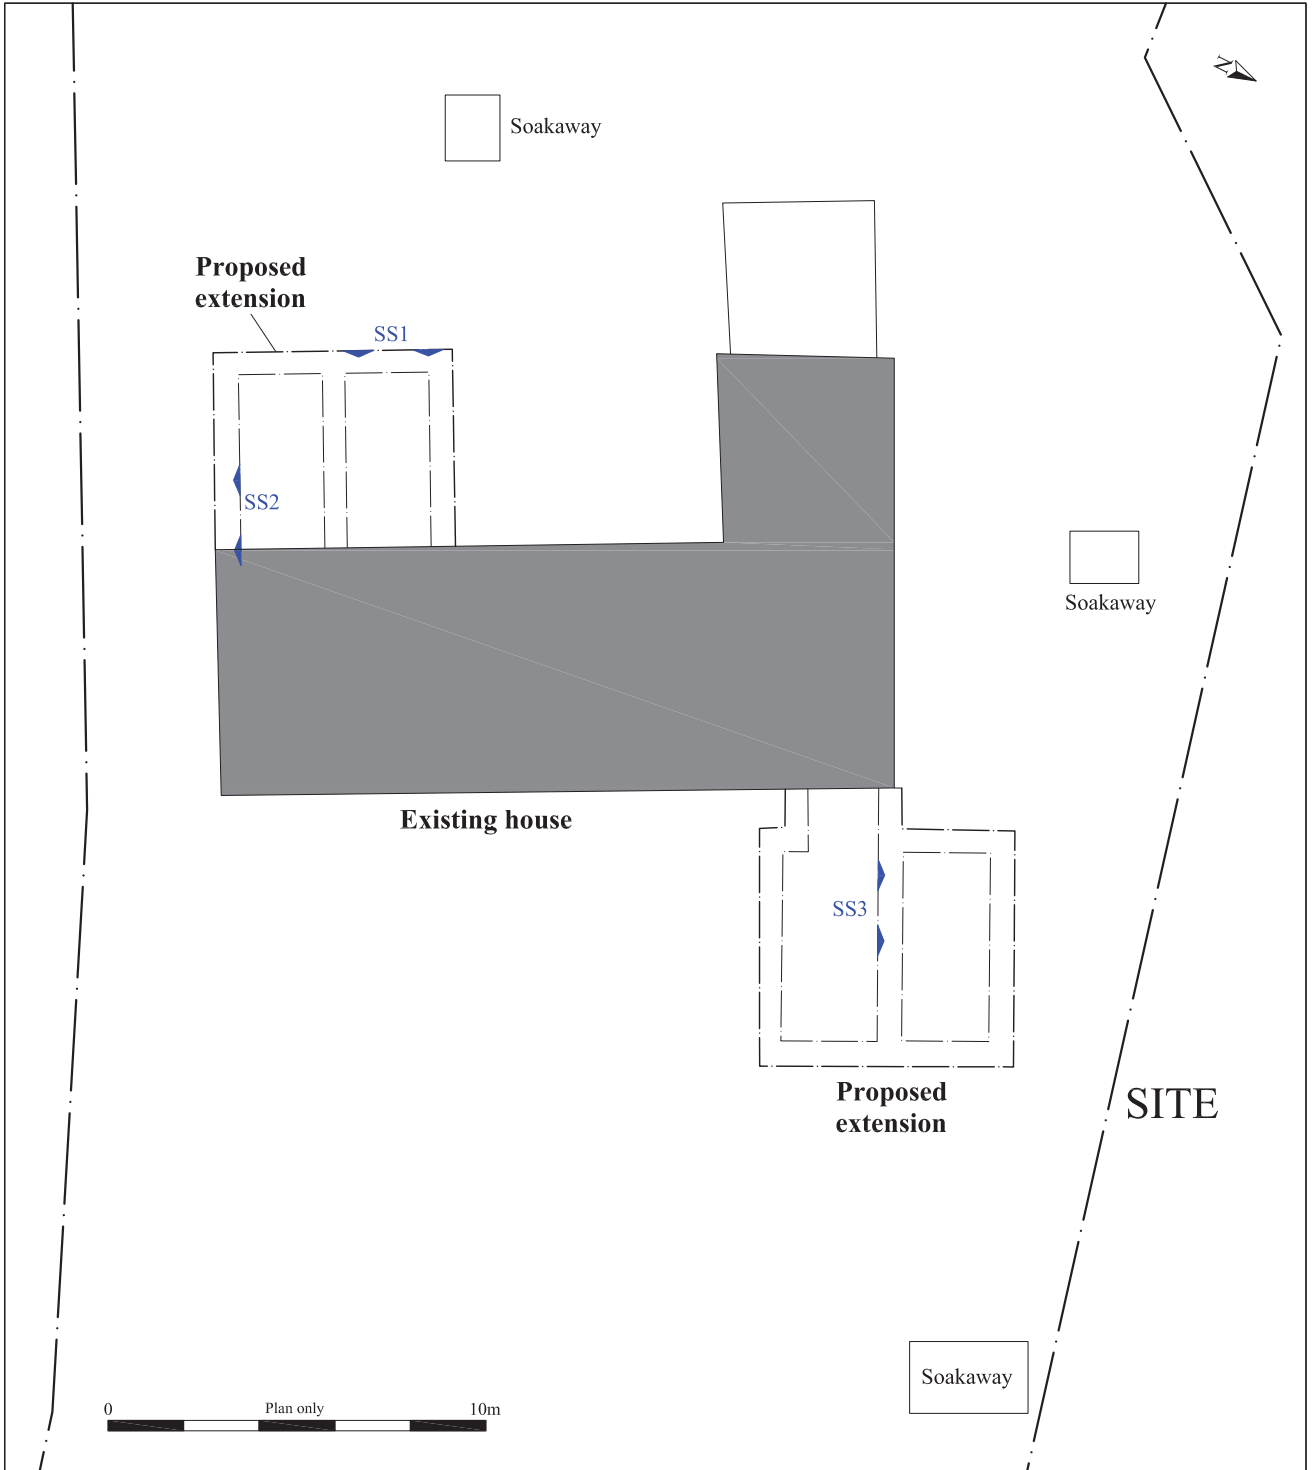 N
Soakaway
Proposed
extension
SS1
SS2
Soakaway
Existing house
SS3
Proposed
extension
SITE
Soakaway
0 Plan only 10m